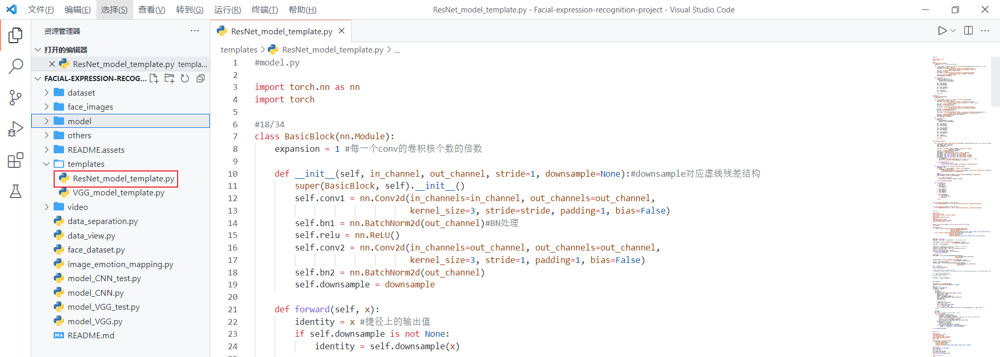 文件(F) 编辑(E) 选择(S) 查看(V) 转到(G) 运行(R) 终端(T) 帮助(H) ResNet_model_template.py - Facial-expression-recognition-project - Visual Studio Code
资源管理器 ...
打开的编辑器
ResNet_model_template.py templa...
FACIAL-EXPRESSION-RECOG...
dataset
face_images
model
others
README.assets
templates
ResNet_model_template.py
VGG_model_template.py
video
data_separation.py
data_view.py
face_dataset.py
image_emotion_mapping.py
model_CNN_test.py
model_CNN.py
model_VGG_test.py
model_VGG.py
README.md
ResNet_model_template.py
templates > ResNet_model_template.py > ...
1 #model.py
2
3 import torch.nn as nn
4 import torch
5
6 #18/34
7 class BasicBlock(nn.Module):
8 expansion = 1 #每一个conv的卷积核个数的倍数
9
10 def __init__(self, in_channel, out_channel, stride=1, downsample=None):#downsample对应虚线残差结构
11 super(BasicBlock, self).__init__()
12 self.conv1 = nn.Conv2d(in_channels=in_channel, out_channels=out_channel,
13 kernel_size=3, stride=stride, padding=1, bias=False)
14 self.bn1 = nn.BatchNorm2d(out_channel)#BN处理
15 self.relu = nn.ReLU()
16 self.conv2 = nn.Conv2d(in_channels=out_channel, out_channels=out_channel,
17 kernel_size=3, stride=1, padding=1, bias=False)
18 self.bn2 = nn.BatchNorm2d(out_channel)
19 self.downsample = downsample
20
21 def forward(self, x):
22 identity = x #捷径上的输出值
23 if self.downsample is not None:
24 identity = self.downsample(x)